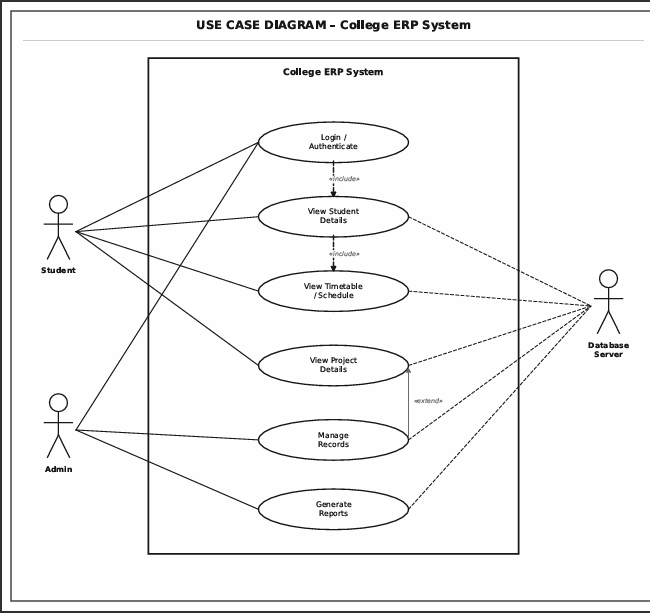 USE CASE DIAGRAM – College ERP System
College ERP System
Login /
Authenticate
«include»
View Student
Details
«include»
Student
View Timetable
/ Schedule
Database
Server
View Project
Details
«extend»
Manage
Records
Admin
Generate
Reports